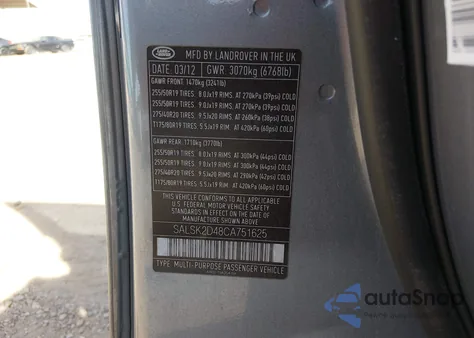 LAND ROVER
MFD BY LANDROVER IN THE UK
DATE: 03/12 GWR: 3070kg (6768lb)
GAWR FRONT: 1470kg (3241lb)
255/50R19 TIRES: 8.0Jx19 RIMS. AT 270kPa (39psi) COLD
255/50R19 TIRES: 9.0Jx19 RIMS. AT 270kPa (39psi) COLD
275/40R20 TIRES: 9.5Jx20 RIMS. AT 260kPa (38psi) COLD
T175/80R19 TIRES: 5.5Jx19 RIM. AT 420kPa (60psi) COLD
GAWR REAR: 1710kg (3770lb)
255/50R19 TIRES: 8.0Jx19 RIMS. AT 300kPa (44psi) COLD
255/50R19 TIRES: 9.0Jx19 RIMS. AT 300kPa (44psi) COLD
275/40R20 TIRES: 9.5Jx20 RIMS. AT 290kPa (42psi) COLD
T175/80R19 TIRES: 5.5Jx19 RIM. AT 420kPa (60psi) COLD
THIS VEHICLE CONFORMS TO ALL APPLICABLE
U.S. FEDERAL MOTOR VEHICLE SAFETY
STANDARDS IN EFFECT ON THE DATE OF
MANUFACTURE SHOWN ABOVE
SALSK2D48CA751625
TYPE: MULTI-PURPOSE PASSENGER VEHICLE
autoSnap